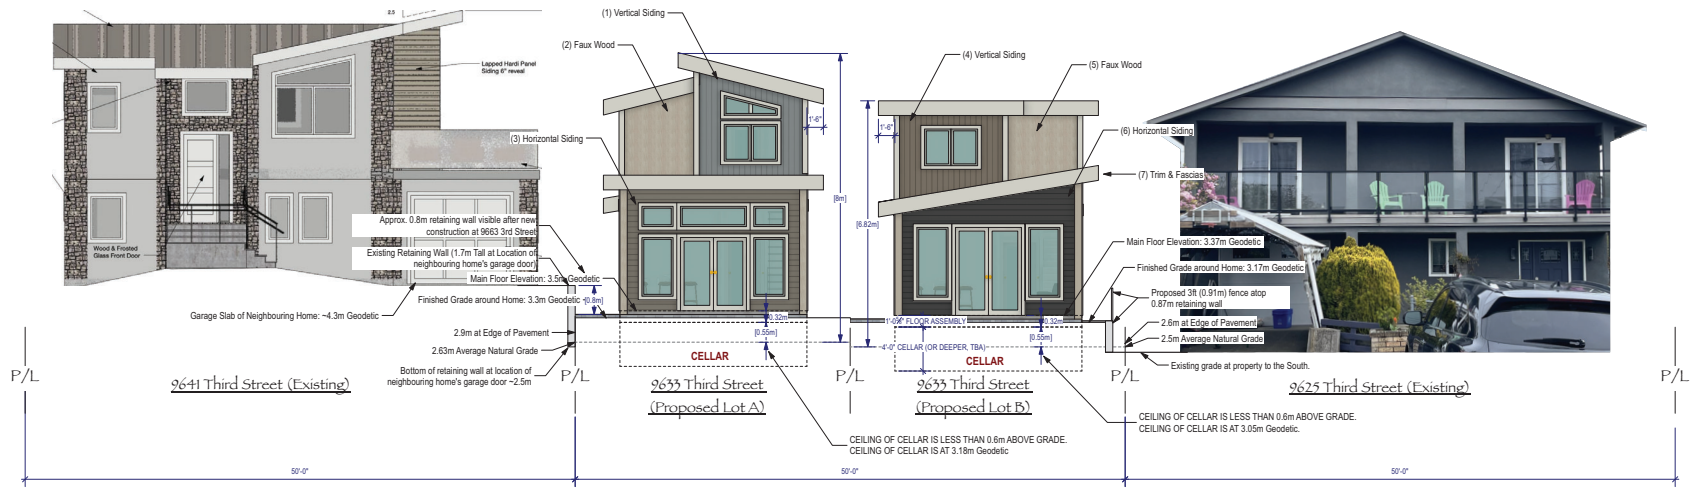 2.5
(1) Vertical Siding
(2) Faux Wood
Lapped Hardi Panel
Siding 6" reveal
(4) Vertical Siding
(5) Faux Wood
1'-6"
1'-6"
(3) Horizontal Siding
(6) Horizontal Siding
(7) Trim & Fascias
[8m]
[6.82m]
Approx. 0.8m retaining wall visible after new
construction at 9663 3rd Street
Wood & Frosted
Glass Front Door
Existing Retaining Wall (1.7m Tall at Location of
neighbouring home's garage door)
Main Floor Elevation: 3.5m Geodetic
Finished Grade around Home: 3.3m Geodetic
[0.8m]
Garage Slab of Neighbouring Home: ~4.3m Geodetic
Main Floor Elevation: 3.37m Geodetic
Finished Grade around Home: 3.17m Geodetic
Proposed 3ft (0.91m) fence atop
0.87m retaining wall
0.32m
FLOOR ASSEMBLY
0.32m
2.9m at Edge of Pavement
2.6m at Edge of Pavement
[0.55m]
[0.55m]
2.63m Average Natural Grade
2.5m Average Natural Grade
4'-0" CELLAR (OR DEEPER, TBA)
CELLAR
CELLAR
Bottom of retaining wall at location of
neighbouring home's garage door ~2.5m
Existing grade at property to the South.
P/L
P/L
P/L
P/L
P/L
9641 Third Street (Existing)
9633 Third Street
(Proposed Lot A)
9633 Third Street
(Proposed Lot B)
9625 Third Street (Existing)
CEILING OF CELLAR IS LESS THAN 0.6m ABOVE GRADE.
CEILING OF CELLAR IS AT 3.18m Geodetic
CEILING OF CELLAR IS LESS THAN 0.6m ABOVE GRADE.
CEILING OF CELLAR IS AT 3.05m Geodetic.
50'-0"
50'-0"
50'-0"